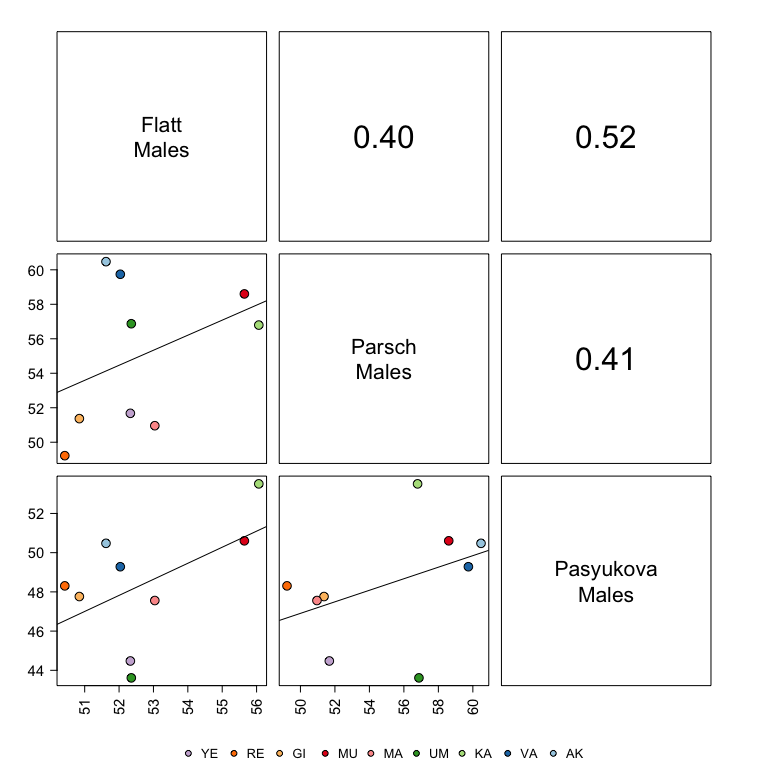 Flatt
Males
0.40
0.52
60
58
56
54
52
50
Parsch
Males
0.41
52
50
48
46
44
Pasyukova
Males
51 52 53 54 55 56
50 52 54 56 58 60
YE RE GI MU MA UM KA VA AK